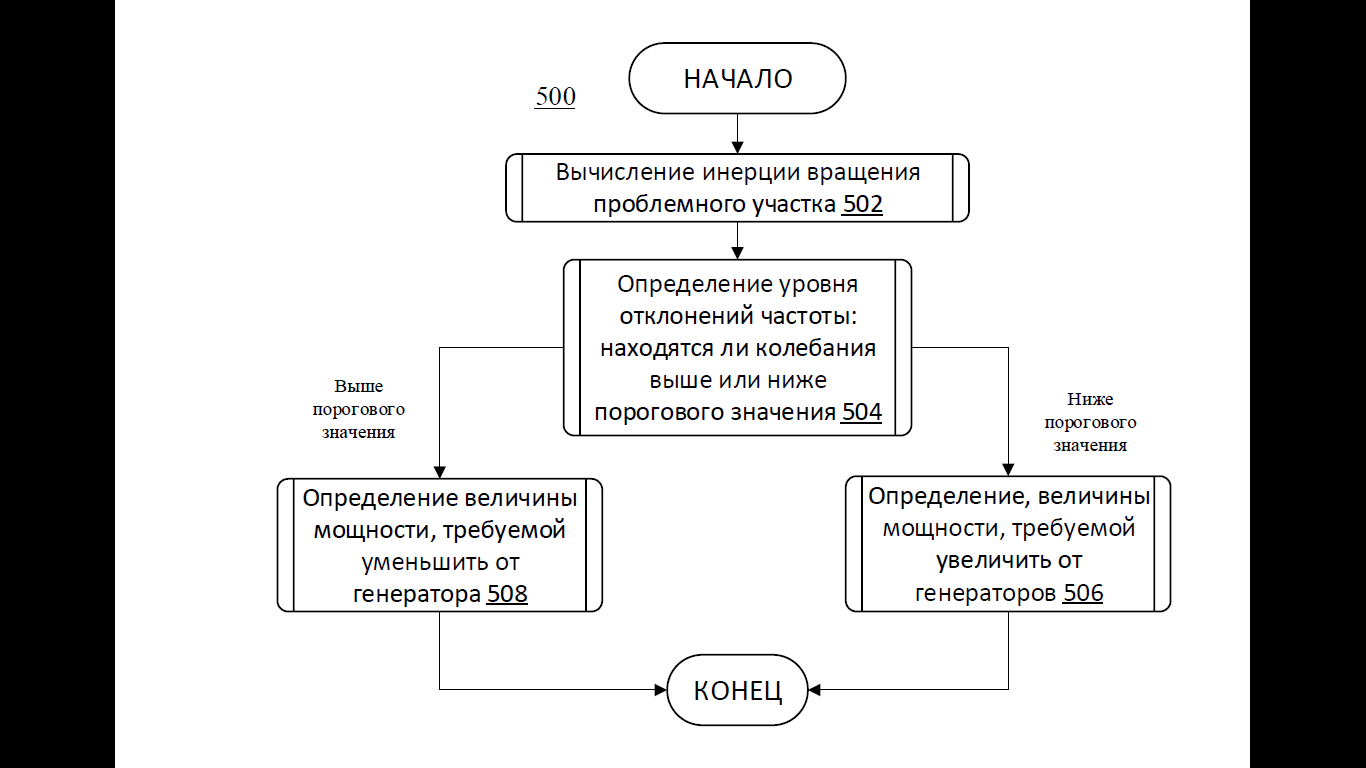 НАЧАЛО
500
Вычисление инерции вращения
проблемного участка 502
Определение уровня
отклонений частоты:
находятся ли колебания
выше или ниже
порогового значения 504
Выше
порогового
значения
Ниже
порогового
значения
Определение величины
мощности, требуемой
уменьшить от
генератора 508
Определение, величины
мощности, требуемой
увеличить от
генераторов 506
КОНЕЦ